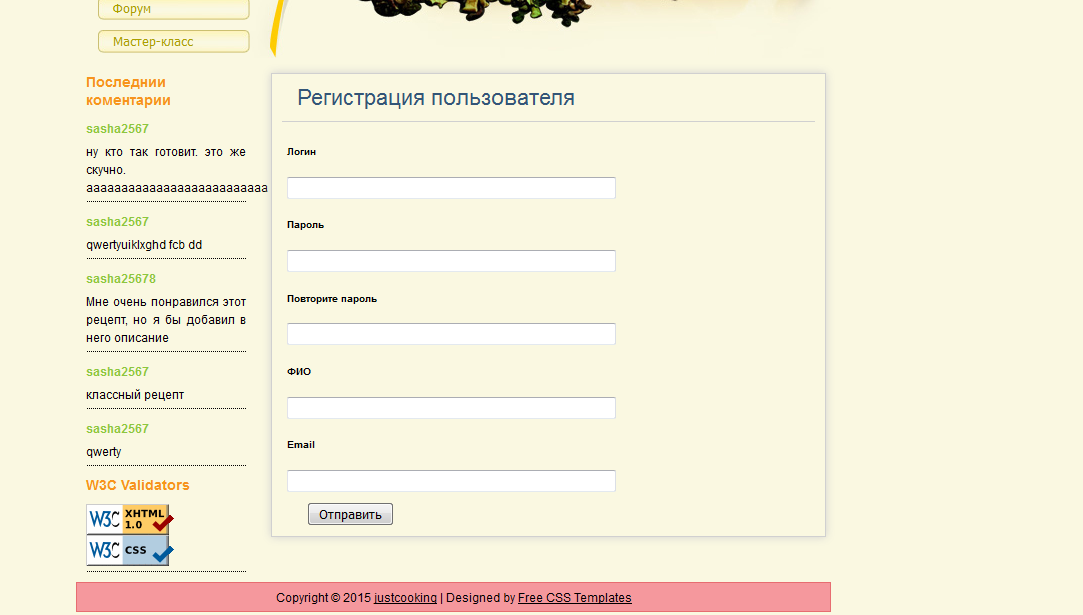 Форум
Мастер-класс
Последнии
коментарии
sasha2567
ну кто так готовит. это же
скучно.
аааааааааааааааааааааааааа
sasha2567
qwertyuiklxghd fcb dd
sasha25678
Мне очень понравился этот
рецепт, но я бы добавил в
него описание
sasha2567
классный рецепт
sasha2567
qwerty
W3C Validators
W3C XHTML
1.0
W3C CSS
Регистрация пользователя
Логин
Пароль
Повторите пароль
ФИО
Email
Отправить
Copyright © 2015 justcooking | Designed by Free CSS Templates